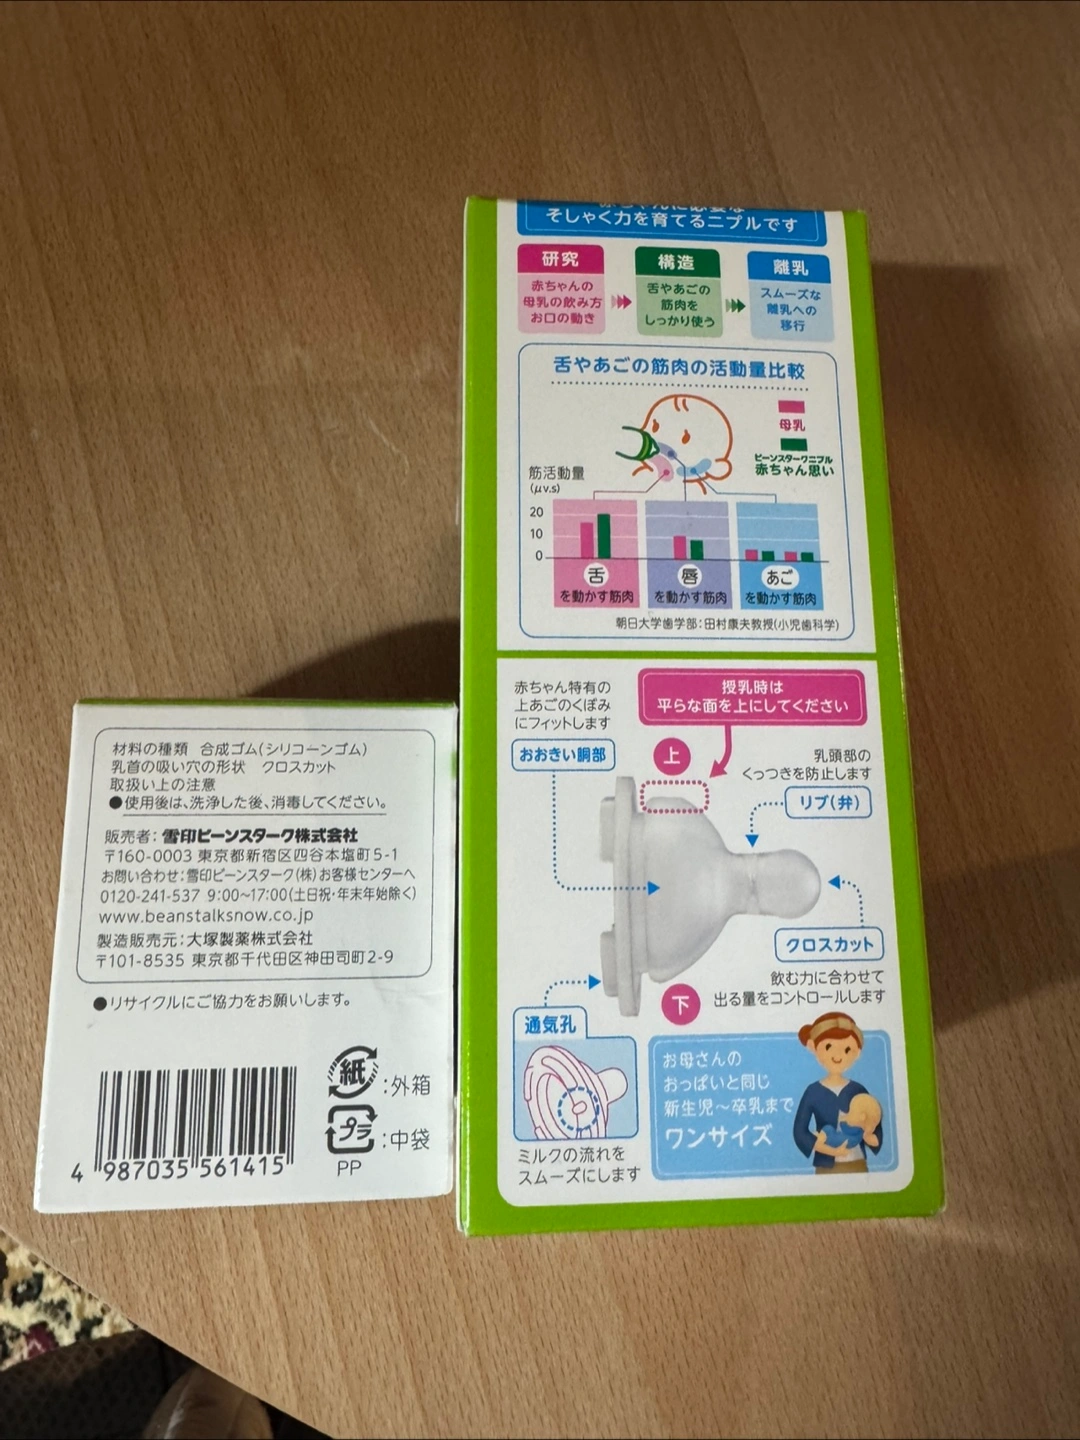 材料の種類 合成ゴム(シリコーンゴム)
乳首の吸い穴の形状 クロスカット
取扱い上の注意
●使用後は、洗浄した後、消毒してください。
販売者: 雪印ビーンスターク株式会社
〒160-0003 東京都新宿区四谷本塩町5-1
お問い合わせ:雪印ビーンスターク(株)お客様センターへ
0120-241-537 9:00~17:00(土日祝・年末年始除く)
www.beanstalksnow.co.jp
製造販売元:大塚製薬株式会社
〒101-8535 東京都千代田区神田司町2-9
●リサイクルにご協力をお願いします。
紙
:外箱
プラ
:中袋
PP
4 987035 561415
そしゃく力を育てるニプルです
研究
赤ちゃんの
母乳の飲み方
お口の動き
構造
舌やあごの
筋肉を
しっかり使う
離乳
スムーズな
離乳への
移行
舌やあごの筋肉の活動量比較
母乳
ビーンスタークニプル
赤ちゃん思い
筋活動量
(μv.s)
20
10
0
舌
を動かす筋肉
唇
を動かす筋肉
あご
を動かす筋肉
朝日大学歯学部:田村康夫教授(小児歯科学)
赤ちゃん特有の
上あごのくぼみ
にフィットします
おおきい胴部
授乳時は
平らな面を上にしてください
上
乳頭部の
くっつきを防止します
リブ(弁)
クロスカット
飲む力に合わせて
出る量をコントロールします
下
通気孔
ミルクの流れを
スムーズにします
お母さんの
おっぱいと同じ
新生児~卒乳まで
ワンサイズ